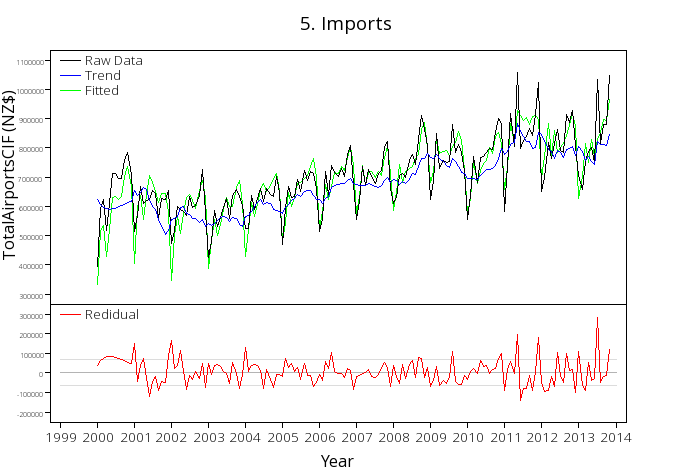 5. Imports
TotalAirportsCIF (NZ$)
1100000
1000000
900000
800000
700000
600000
500000
400000
300000
Raw Data
Trend
Fitted
300000
200000
100000
0
-100000
-200000
Redidual
1999 2000 2001 2002 2003 2004 2005 2006 2007 2008 2009 2010 2011 2012 2013 2014
Year